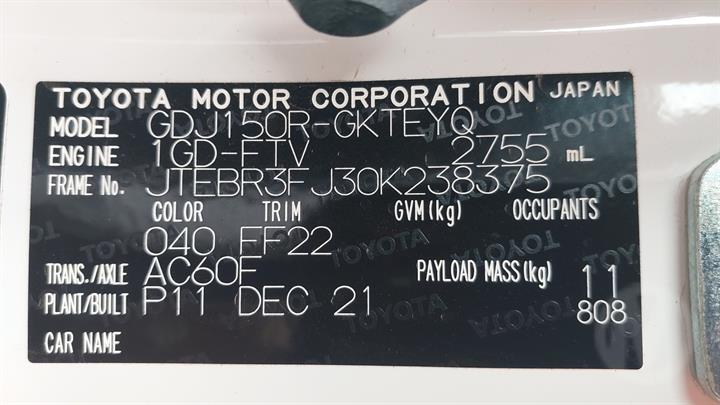 TOYOTA MOTOR CORPORATION JAPAN
MODEL GDJ150R-GKTEYQ
ENGINE 1GD-FTV 2755 mL
FRAME No. JTEBR3FJ30K238375
COLOR TRIM GVM(kg) OCCUPANTS
040 FF22
TRANS./AXLE AC60F PAYLOAD MASS(kg) 11
PLANT/BUILT P11 DEC 21 808
CAR NAME